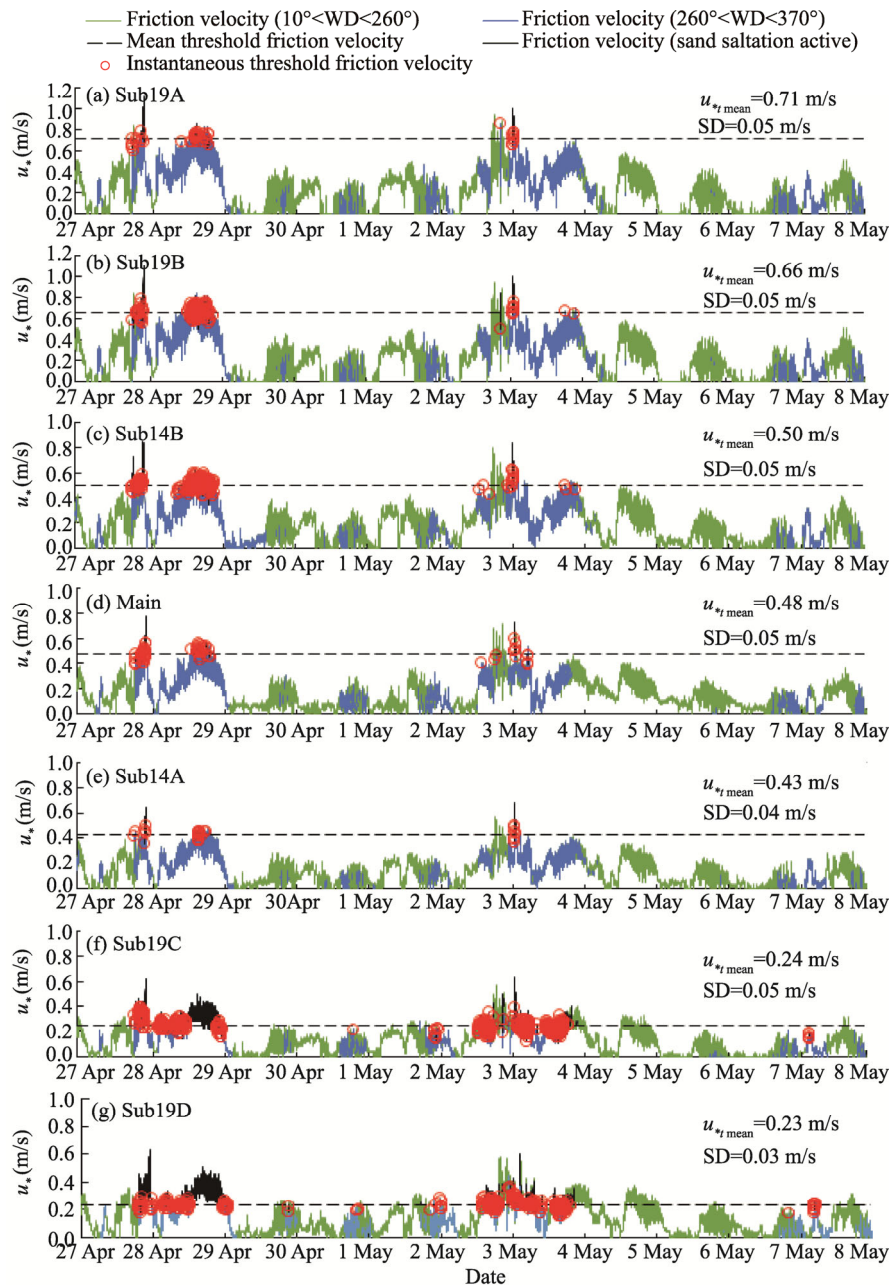 Friction velocity (10°<WD<260°)
Friction velocity (260°<WD<370°)
Mean threshold friction velocity
Friction velocity (sand saltation active)
Instantaneous threshold friction velocity
(a) Sub19A
u*t mean=0.71 m/s
SD=0.05 m/s
u* (m/s)
1.2
1.0
0.8
0.6
0.4
0.2
0.0
27 Apr 28 Apr 29 Apr 30 Apr 1 May 2 May 3 May 4 May 5 May 6 May 7 May 8 May
(b) Sub19B
u*t mean=0.66 m/s
SD=0.05 m/s
u* (m/s)
1.2
1.0
0.8
0.6
0.4
0.2
0.0
27 Apr 28 Apr 29 Apr 30 Apr 1 May 2 May 3 May 4 May 5 May 6 May 7 May 8 May
(c) Sub14B
u*t mean=0.50 m/s
SD=0.05 m/s
u* (m/s)
1.0
0.8
0.6
0.4
0.2
0.0
27 Apr 28 Apr 29 Apr 30 Apr 1 May 2 May 3 May 4 May 5 May 6 May 7 May 8 May
(d) Main
u*t mean=0.48 m/s
SD=0.05 m/s
u* (m/s)
1.0
0.8
0.6
0.4
0.2
0.0
27 Apr 28 Apr 29 Apr 30 Apr 1 May 2 May 3 May 4 May 5 May 6 May 7 May 8 May
(e) Sub14A
u*t mean=0.43 m/s
SD=0.04 m/s
u* (m/s)
1.0
0.8
0.6
0.4
0.2
0.0
27 Apr 28 Apr 29 Apr 30Apr 1 May 2 May 3 May 4 May 5 May 6 May 7 May 8 May
(f) Sub19C
u*t mean=0.24 m/s
SD=0.05 m/s
u* (m/s)
1.0
0.8
0.6
0.4
0.2
0.0
27 Apr 28 Apr 29 Apr 30 Apr 1 May 2 May 3 May 4 May 5 May 6 May 7 May 8 May
(g) Sub19D
u*t mean=0.23 m/s
SD=0.03 m/s
u* (m/s)
1.0
0.8
0.6
0.4
0.2
0.0
27 Apr 28 Apr 29 Apr 30 Apr 1 May 2 May 3 May 4 May 5 May 6 May 7 May 8 May
Date